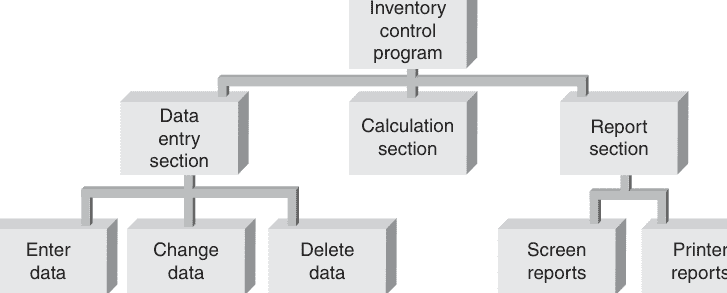 Inventory
control
program
Data
entry
section
Calculation
section
Report
section
Enter
data
Change
data
Delete
data
Screen
reports
Printer
reports